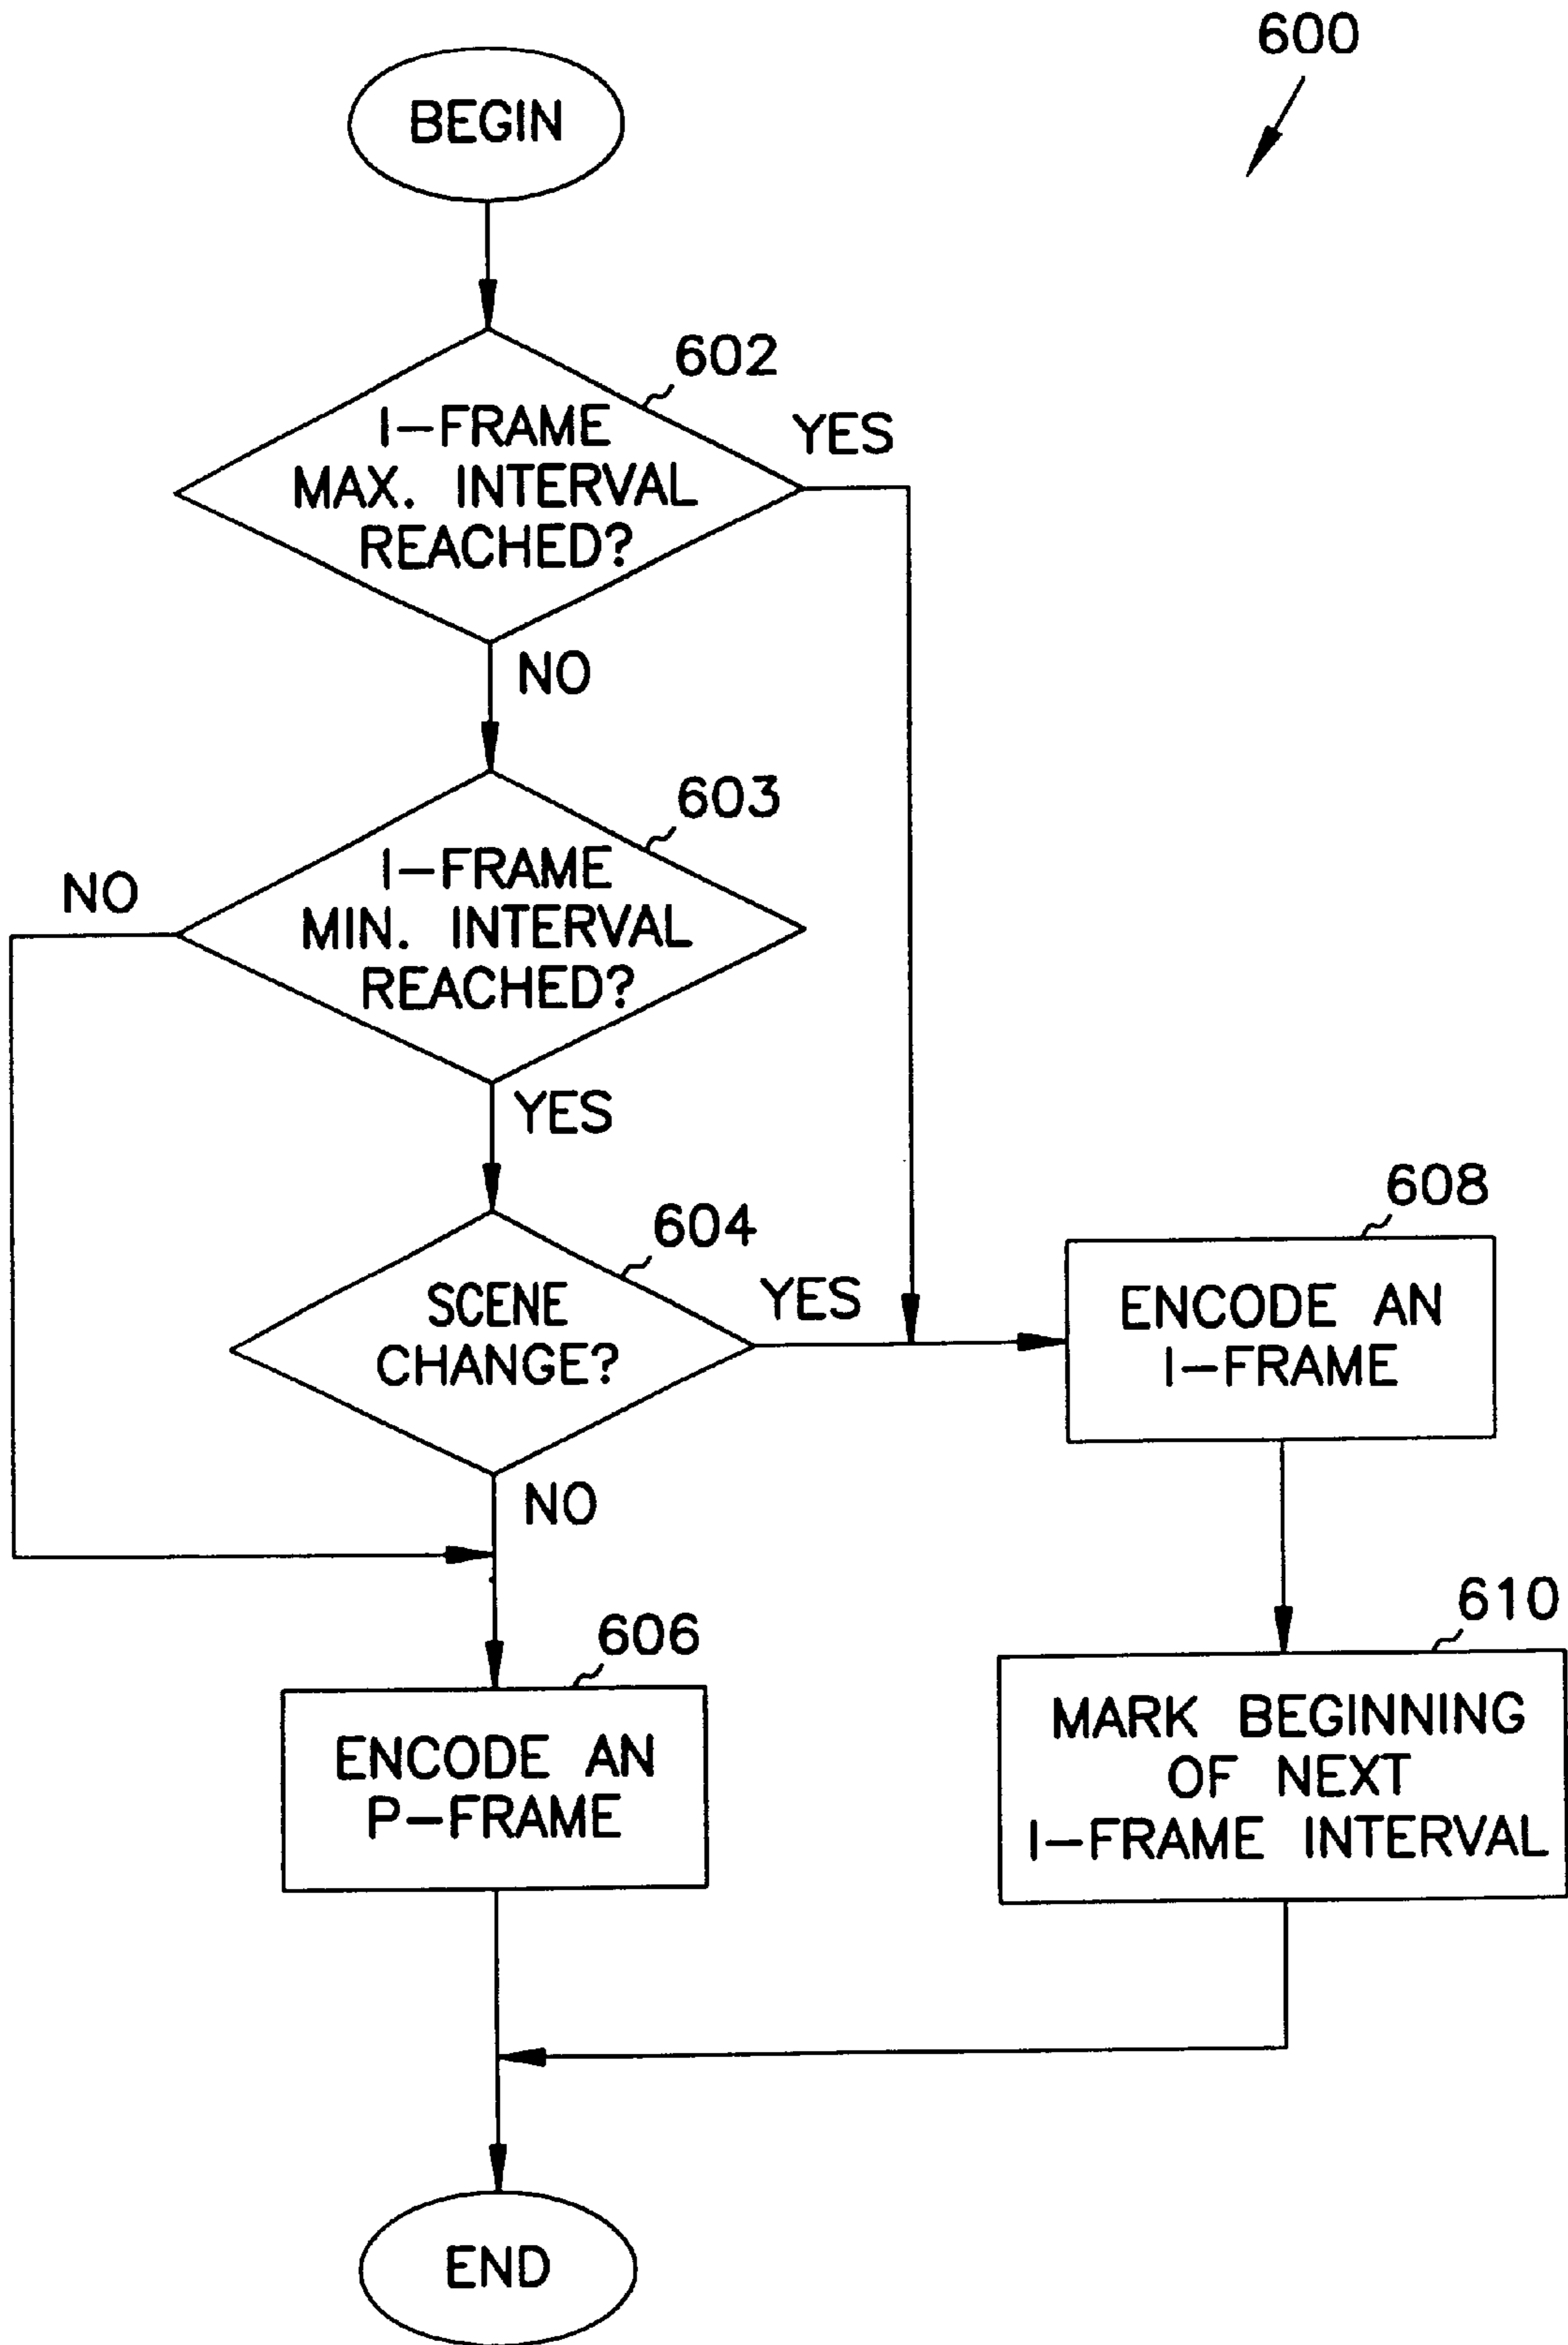 600
BEGIN
602
I-FRAME
MAX. INTERVAL
REACHED?
YES
NO
603
I-FRAME
MIN. INTERVAL
REACHED?
NO
YES
604
SCENE
CHANGE?
YES
NO
608
ENCODE AN
I-FRAME
606
ENCODE AN
P-FRAME
610
MARK BEGINNING
OF NEXT
I-FRAME INTERVAL
END